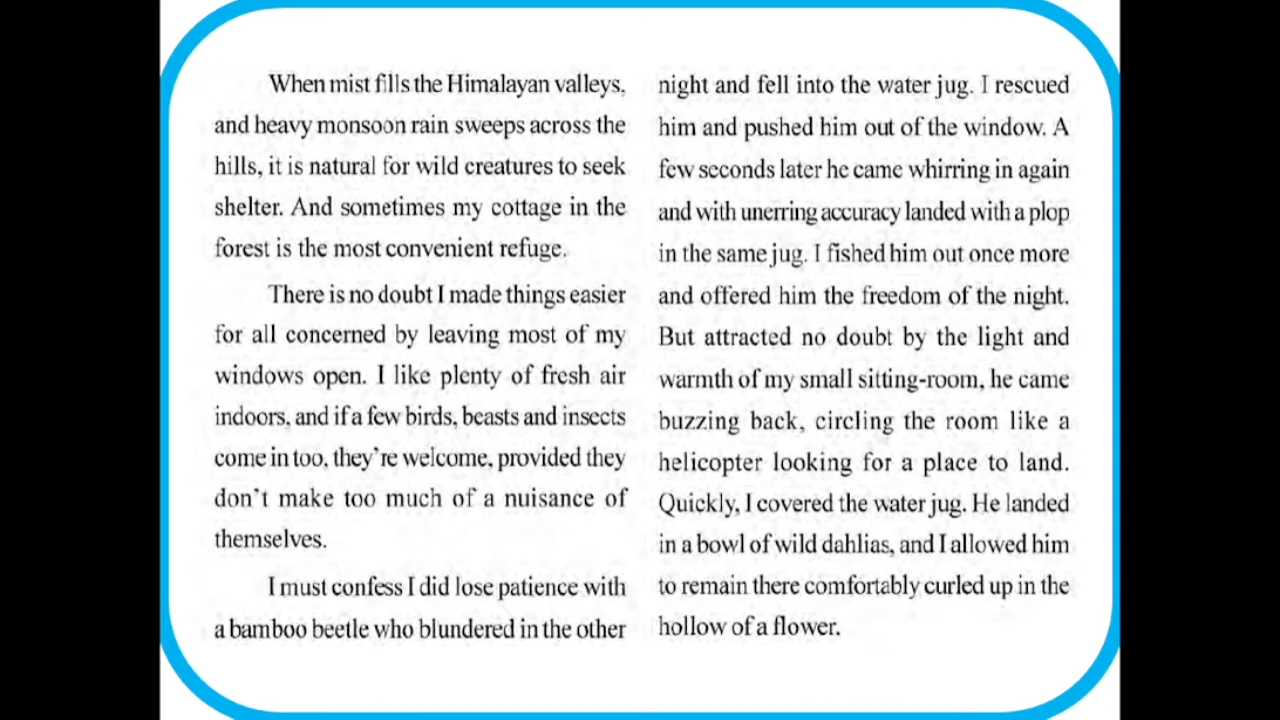 When mist fills the Himalayan valleys,
and heavy monsoon rain sweeps across the
hills, it is natural for wild creatures to seek
shelter. And sometimes my cottage in the
forest is the most convenient refuge.
There is no doubt I made things easier
for all concerned by leaving most of my
windows open. I like plenty of fresh air
indoors, and if a few birds, beasts and insects
come in too, they're welcome, provided they
don't make too much of a nuisance of
themselves.
I must confess I did lose patience with
a bamboo beetle who blundered in the other
night and fell into the water jug. I rescued
him and pushed him out of the window. A
few seconds later he came whirring in again
and with unerring accuracy landed with a plop
in the same jug. I fished him out once more
and offered him the freedom of the night.
But attracted no doubt by the light and
warmth of my small sitting-room, he came
buzzing back, circling the room like a
helicopter looking for a place to land.
Quickly, I covered the water jug. He landed
in a bowl of wild dahlias, and I allowed him
to remain there comfortably curled up in the
hollow of a flower.